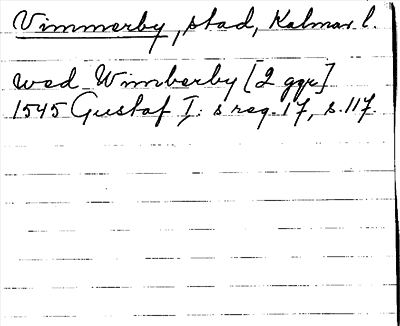 Vimmerby, stad, Kalmar l.
wed Wimberby [2 ggr]
1545 Gustaf I:s reg. 17, s. 117.